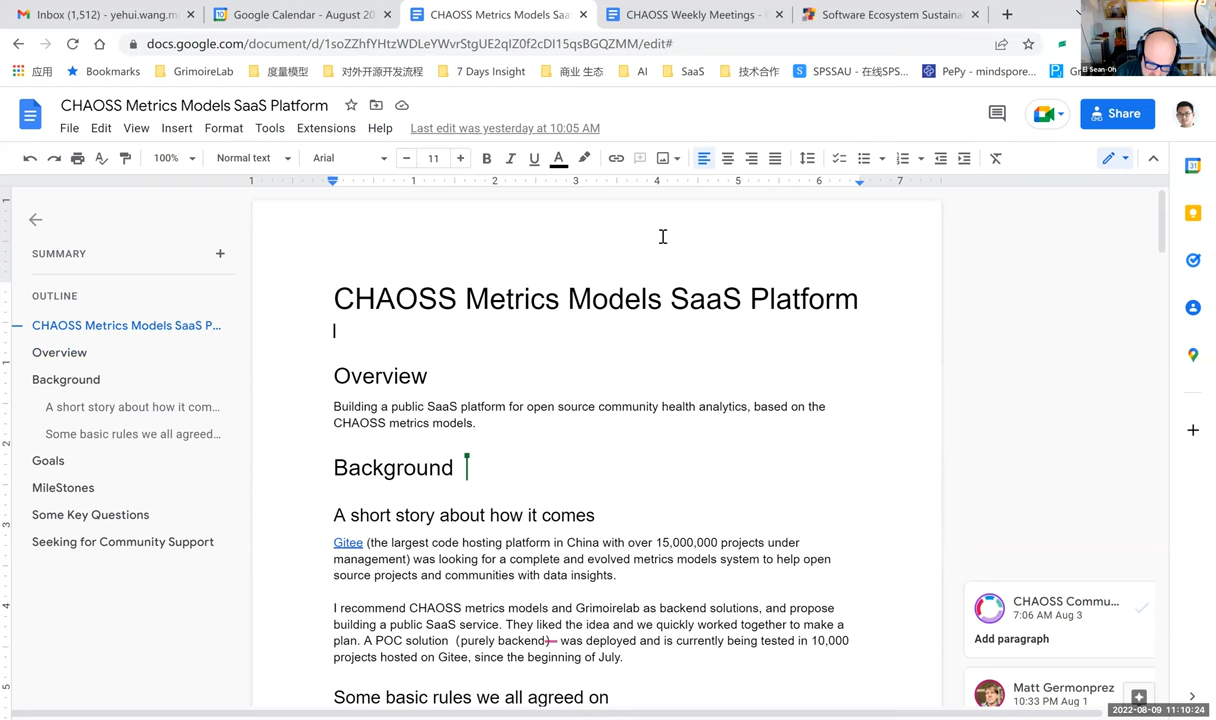 Inbox (1,512) - yehui.wang.m
Google Calendar - August 20
CHAOSS Metrics Models Saa
CHAOSS Weekly Meetings -
Software Ecosystem Sustaina
docs.google.com/document/d/1soZZhfYHtzWDLeYWvrStgUE2qIZ0f2cDI15qsBGQZMM/edit#
El Sean-Oh
应用
Bookmarks
GrimoireLab
度量模型
对外开源开发流程
7 Days Insight
商业 生态
AI
SaaS
技术合作
SPSSAU - 在线SPS...
PePy - mindspore...
CHAOSS Metrics Models SaaS Platform
File Edit View Insert Format Tools Extensions Help Last edit was yesterday at 10:05 AM
Share
100% Normal text Arial 11
1 1 2 3 4 5 6 7
SUMMARY
OUTLINE
CHAOSS Metrics Models SaaS P...
Overview
Background
A short story about how it com...
Some basic rules we all agreed...
Goals
MileStones
Some Key Questions
Seeking for Community Support
CHAOSS Metrics Models SaaS Platform
Overview
Building a public SaaS platform for open source community health analytics, based on the
CHAOSS metrics models.
Background
A short story about how it comes
Gitee (the largest code hosting platform in China with over 15,000,000 projects under
management) was looking for a complete and evolved metrics models system to help open
source projects and communities with data insights.
I recommend CHAOSS metrics models and Grimoirelab as backend solutions, and propose
building a public SaaS service. They liked the idea and we quickly worked together to make a
plan. A POC solution （purely backend） was deployed and is currently being tested in 10,000
projects hosted on Gitee, since the beginning of July.
Some basic rules we all agreed on
CHAOSS Commu...
7:06 AM Aug 3
Add paragraph
Matt Germonprez
10:33 PM Aug 1
2022-08-09 11:10:24